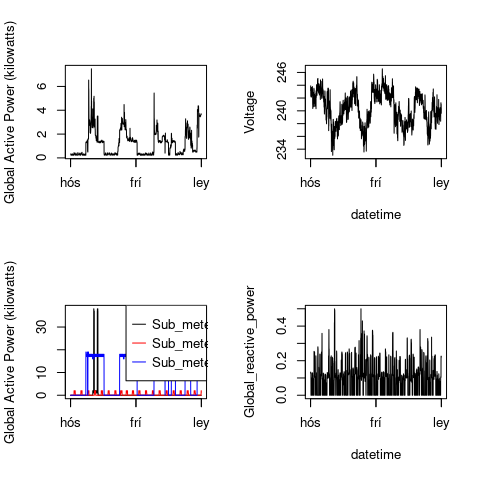 Global Active Power (kilowatts)
0 2 4 6
hós frí ley
Voltage
234 240 246
hós frí ley
datetime
Global Active Power (kilowatts)
0 10 30
Sub_mete
Sub_mete
Sub_mete
hós frí ley
Global_reactive_power
0.0 0.2 0.4
hós frí ley
datetime